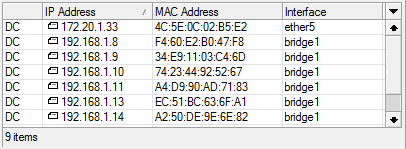 IP Address MAC Address Interface
DC 172.20.1.33 4C:5E:0C:02:B5:E2 ether5
DC 192.168.1.8 F4:60:E2:B0:47:F8 bridge1
DC 192.168.1.9 34:E9:11:03:C4:6D bridge1
DC 192.168.1.10 74:23:44:92:52:67 bridge1
DC 192.168.1.11 A4:D9:90:AD:71:83 bridge1
DC 192.168.1.13 EC:51:BC:63:6F:A1 bridge1
DC 192.168.1.14 A2:50:DE:9E:6E:82 bridge1
9 items